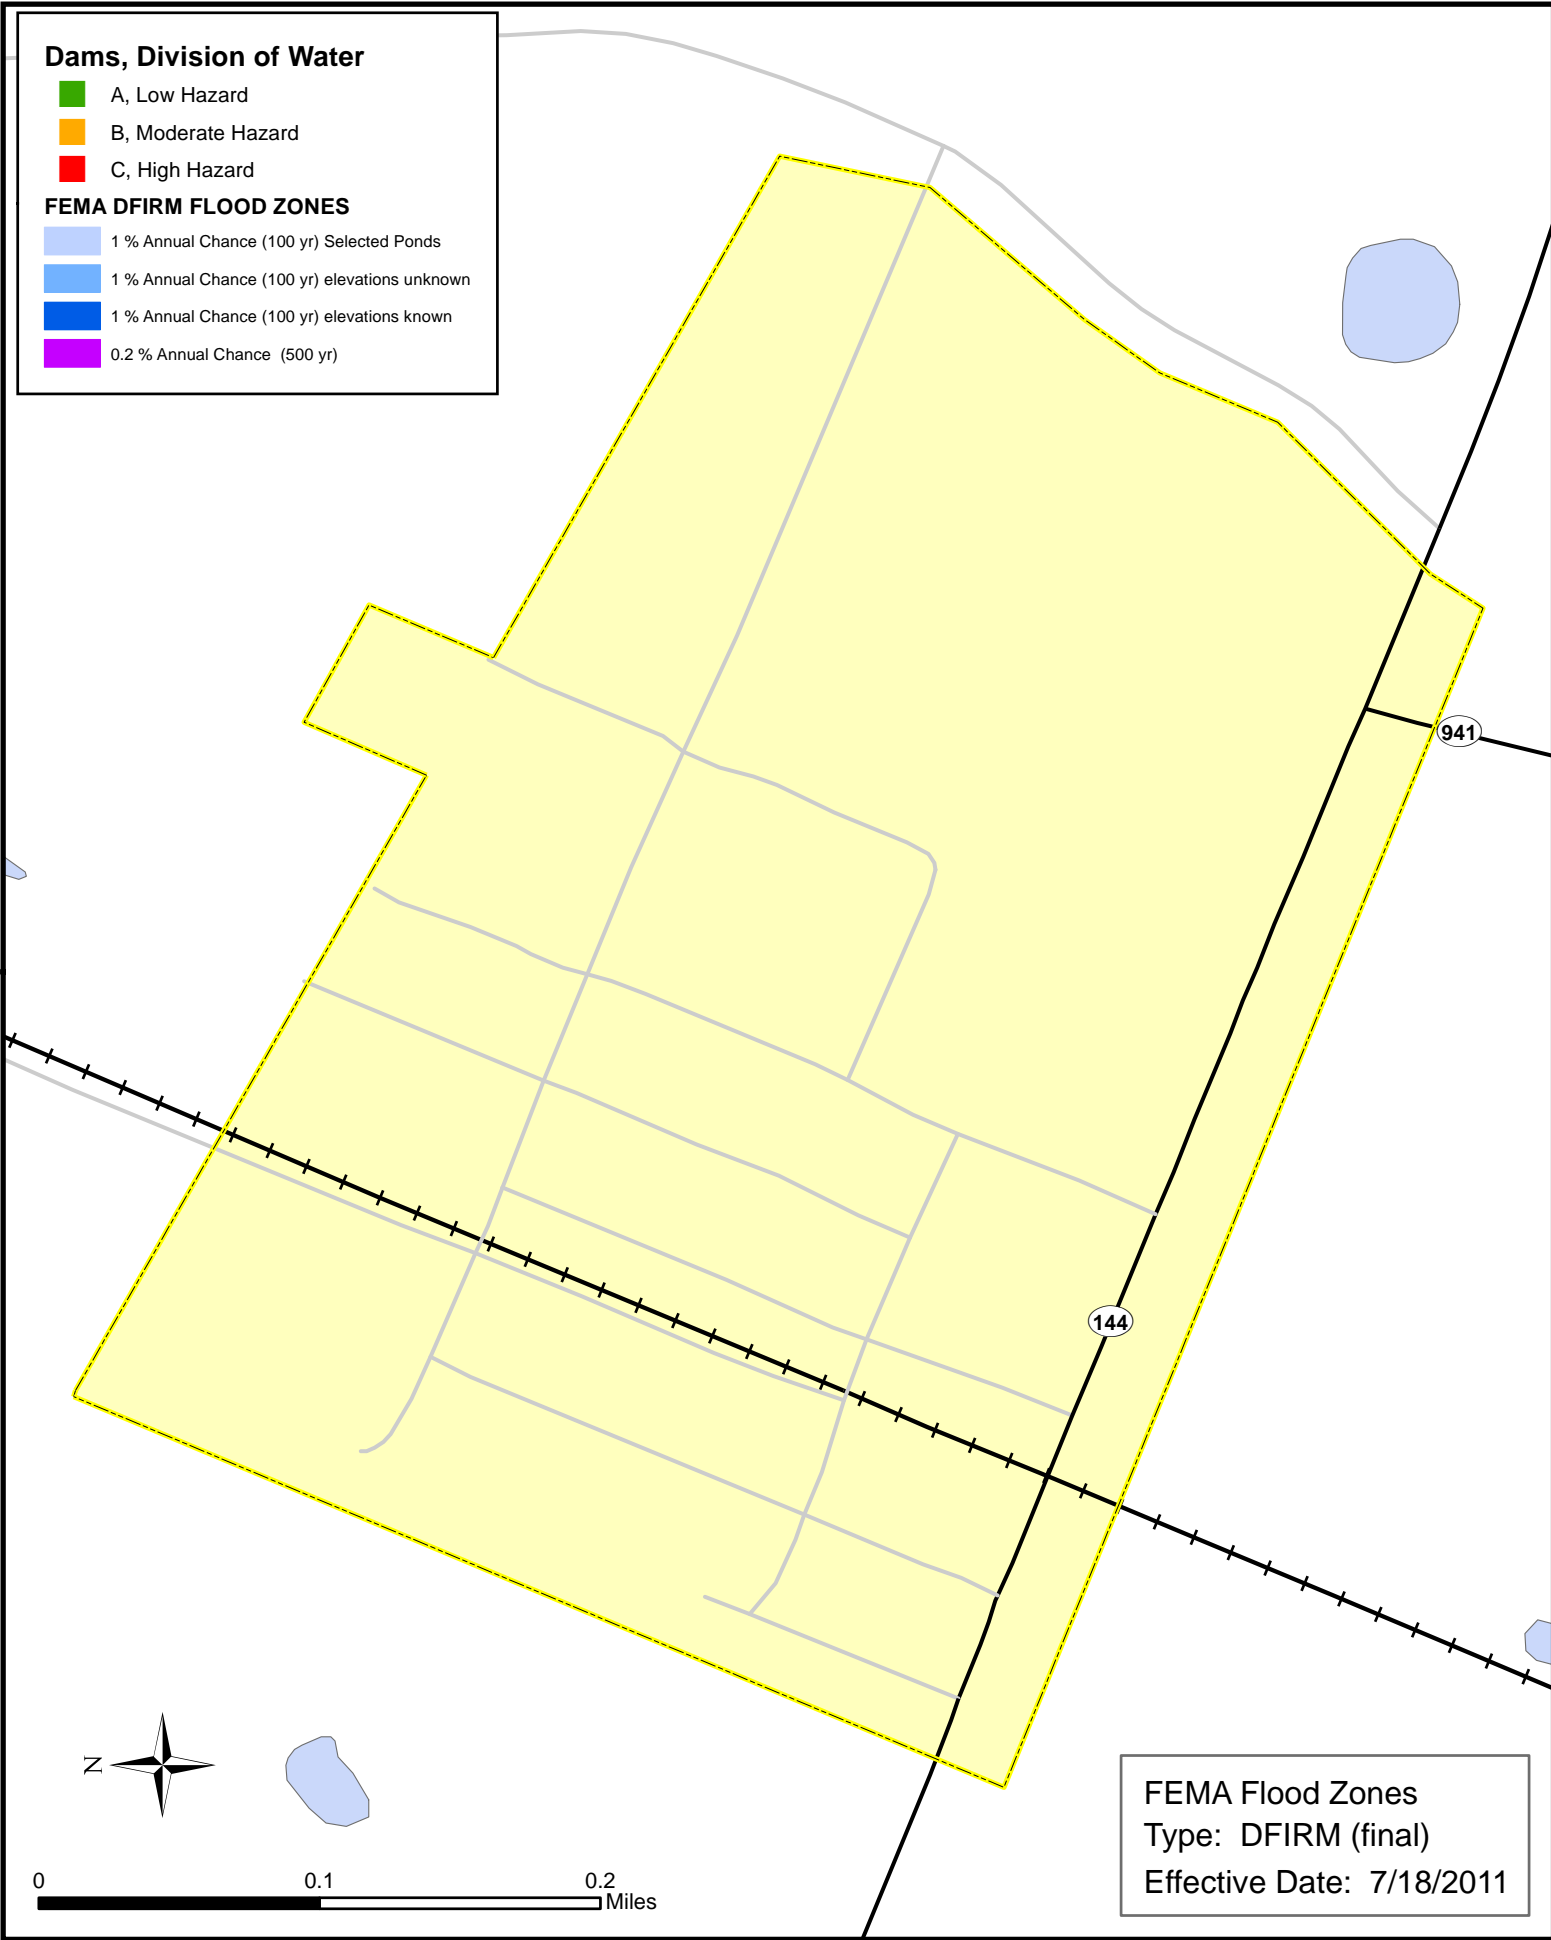 Dams, Division of Water
A, Low Hazard
B, Moderate Hazard
C, High Hazard
FEMA DFIRM FLOOD ZONES
1 % Annual Chance (100 yr) Selected Ponds
1 % Annual Chance (100 yr) elevations unknown
1 % Annual Chance (100 yr) elevations known
0.2 % Annual Chance (500 yr)
941
144
N
0 0.1 0.2
Miles
FEMA Flood Zones
Type: DFIRM (final)
Effective Date: 7/18/2011